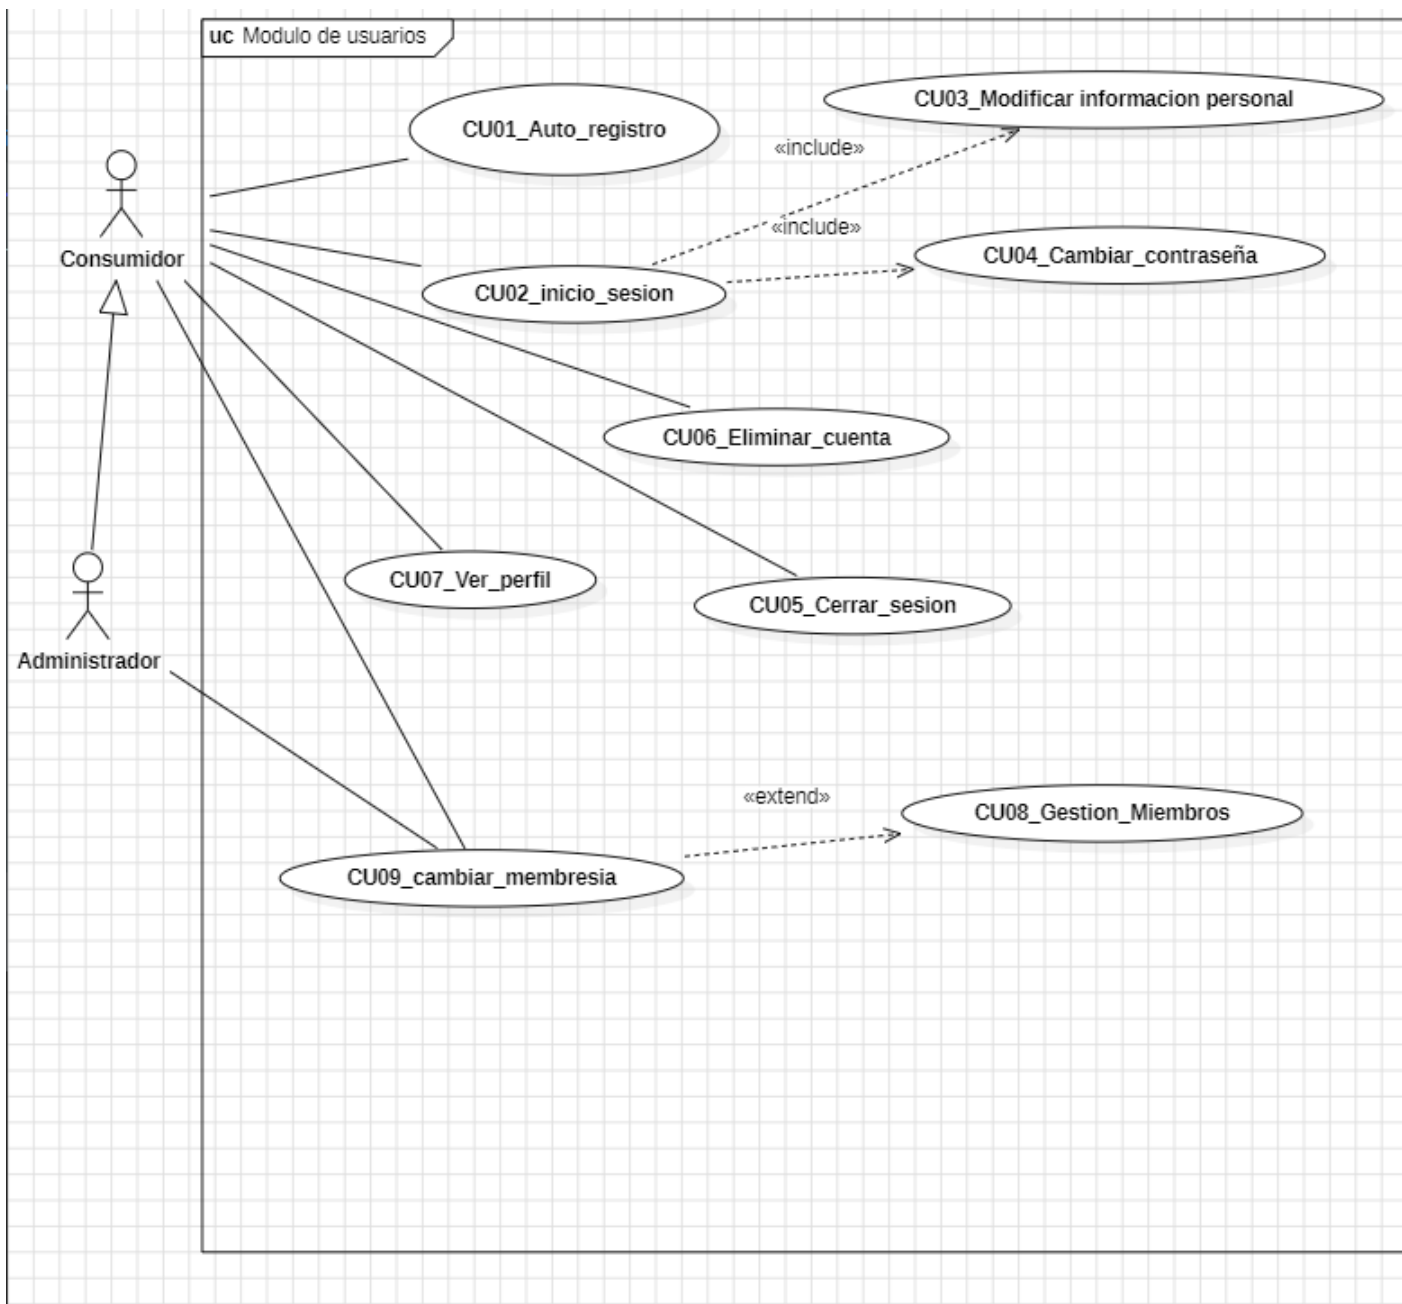 uc Modulo de usuarios
CU03_Modificar informacion personal
CU01_Auto_registro
«include»
«include»
CU04_Cambiar_contraseña
Consumidor
CU02_inicio_sesion
CU06_Eliminar_cuenta
CU07_Ver_perfil
CU05_Cerrar_sesion
Administrador
«extend»
CU08_Gestion_Miembros
CU09_cambiar_membresia